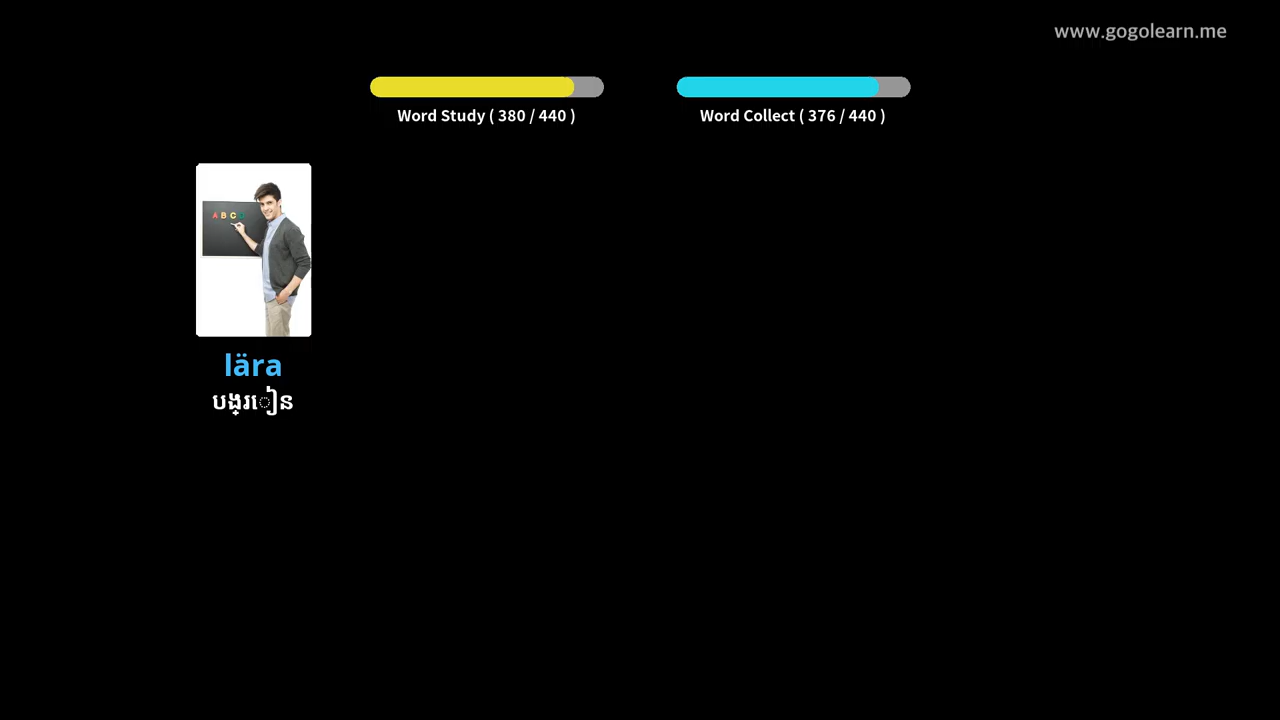 www.gogolearn.me
Word Study ( 380 / 440 )
Word Collect ( 376 / 440 )
A B C D
lära
បង្រៀន